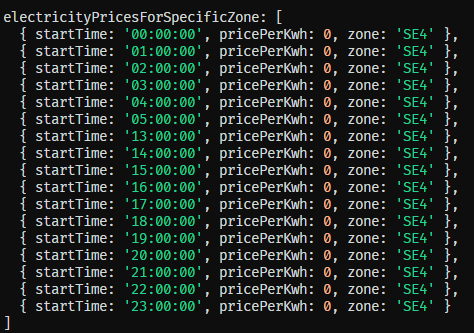 electricityPricesForSpecificZone: [
  { startTime: '00:00:00', pricePerKwh: 0, zone: 'SE4' },
  { startTime: '01:00:00', pricePerKwh: 0, zone: 'SE4' },
  { startTime: '02:00:00', pricePerKwh: 0, zone: 'SE4' },
  { startTime: '03:00:00', pricePerKwh: 0, zone: 'SE4' },
  { startTime: '04:00:00', pricePerKwh: 0, zone: 'SE4' },
  { startTime: '05:00:00', pricePerKwh: 0, zone: 'SE4' },
  { startTime: '13:00:00', pricePerKwh: 0, zone: 'SE4' },
  { startTime: '14:00:00', pricePerKwh: 0, zone: 'SE4' },
  { startTime: '15:00:00', pricePerKwh: 0, zone: 'SE4' },
  { startTime: '16:00:00', pricePerKwh: 0, zone: 'SE4' },
  { startTime: '17:00:00', pricePerKwh: 0, zone: 'SE4' },
  { startTime: '18:00:00', pricePerKwh: 0, zone: 'SE4' },
  { startTime: '19:00:00', pricePerKwh: 0, zone: 'SE4' },
  { startTime: '20:00:00', pricePerKwh: 0, zone: 'SE4' },
  { startTime: '21:00:00', pricePerKwh: 0, zone: 'SE4' },
  { startTime: '22:00:00', pricePerKwh: 0, zone: 'SE4' },
  { startTime: '23:00:00', pricePerKwh: 0, zone: 'SE4' }
]